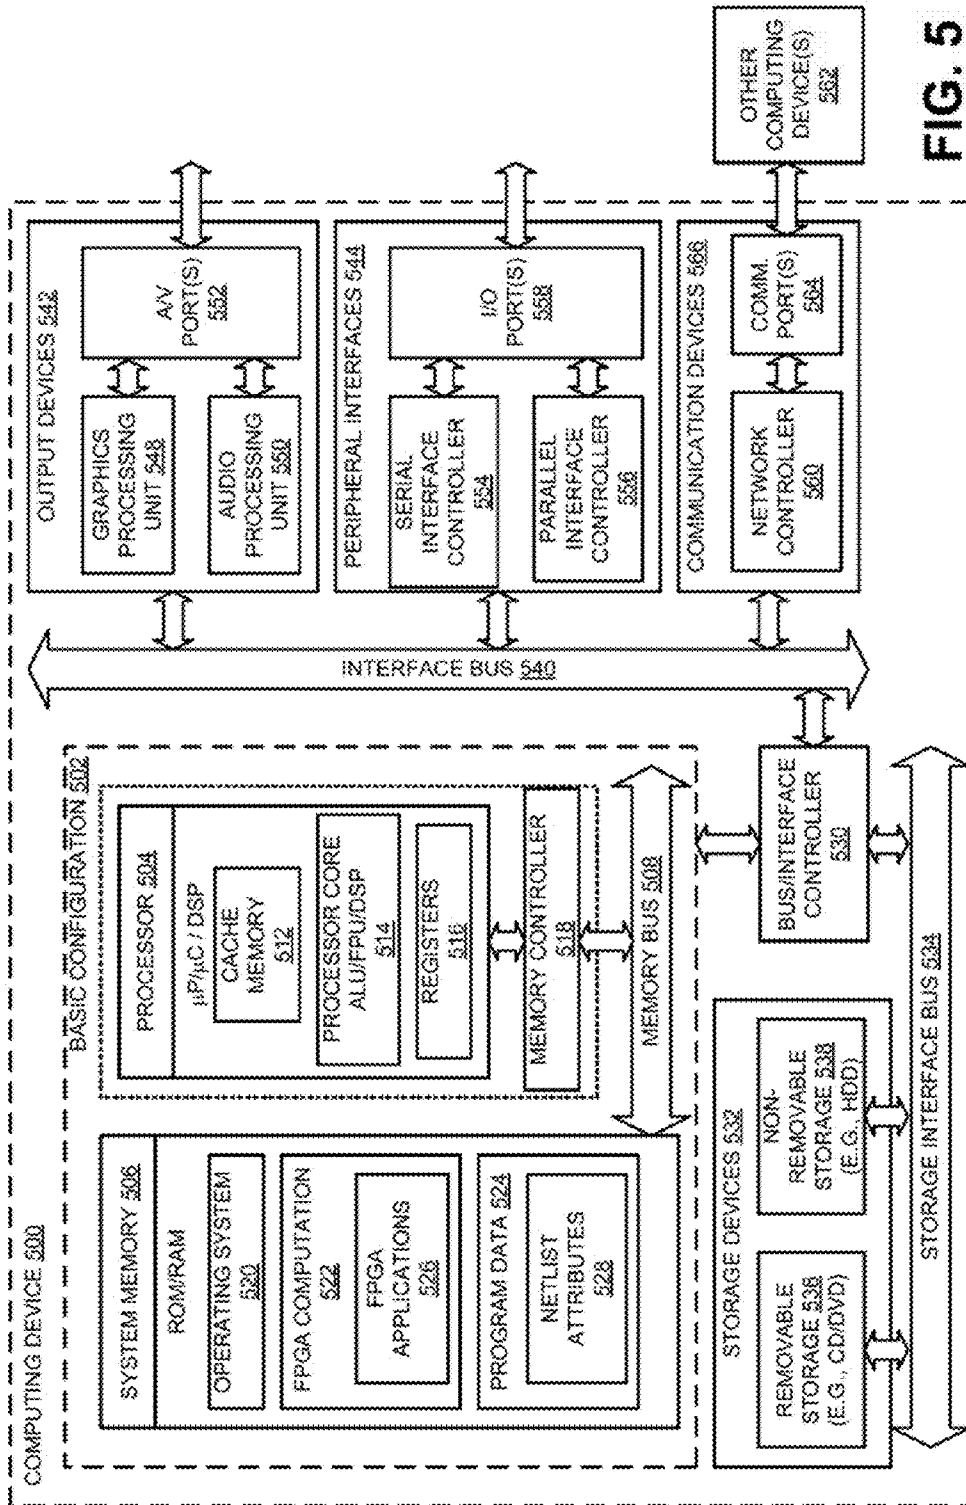 COMPUTING DEVICE 500
BASIC CONFIGURATION 502
SYSTEM MEMORY 506
ROM/RAM
OPERATING SYSTEM
520
FPGA COMPUTATION
522
FPGA
APPLICATIONS
526
PROGRAM DATA 524
NETLIST
ATTRIBUTES
528
PROCESSOR 504
µP/µC / DSP
CACHE
MEMORY
512
PROCESSOR CORE
ALU/FPU/DSP
514
REGISTERS
516
MEMORY CONTROLLER
518
MEMORY BUS 508
STORAGE DEVICES 532
REMOVABLE
STORAGE 536
(E.G., CD/DVD)
NON-
REMOVABLE
STORAGE 538
(E.G., HDD)
STORAGE INTERFACE BUS 534
BUS/INTERFACE
CONTROLLER
530
INTERFACE BUS 540
OUTPUT DEVICES 542
GRAPHICS
PROCESSING
UNIT 548
AUDIO
PROCESSING
UNIT 550
A/V
PORT(S)
552
PERIPHERAL INTERFACES 544
SERIAL
INTERFACE
CONTROLLER
554
PARALLEL
INTERFACE
CONTROLLER
556
I/O
PORT(S)
558
COMMUNICATION DEVICES 566
NETWORK
CONTROLLER
560
COMM.
PORT(S)
564
OTHER
COMPUTING
DEVICE(S)
562
FIG. 5